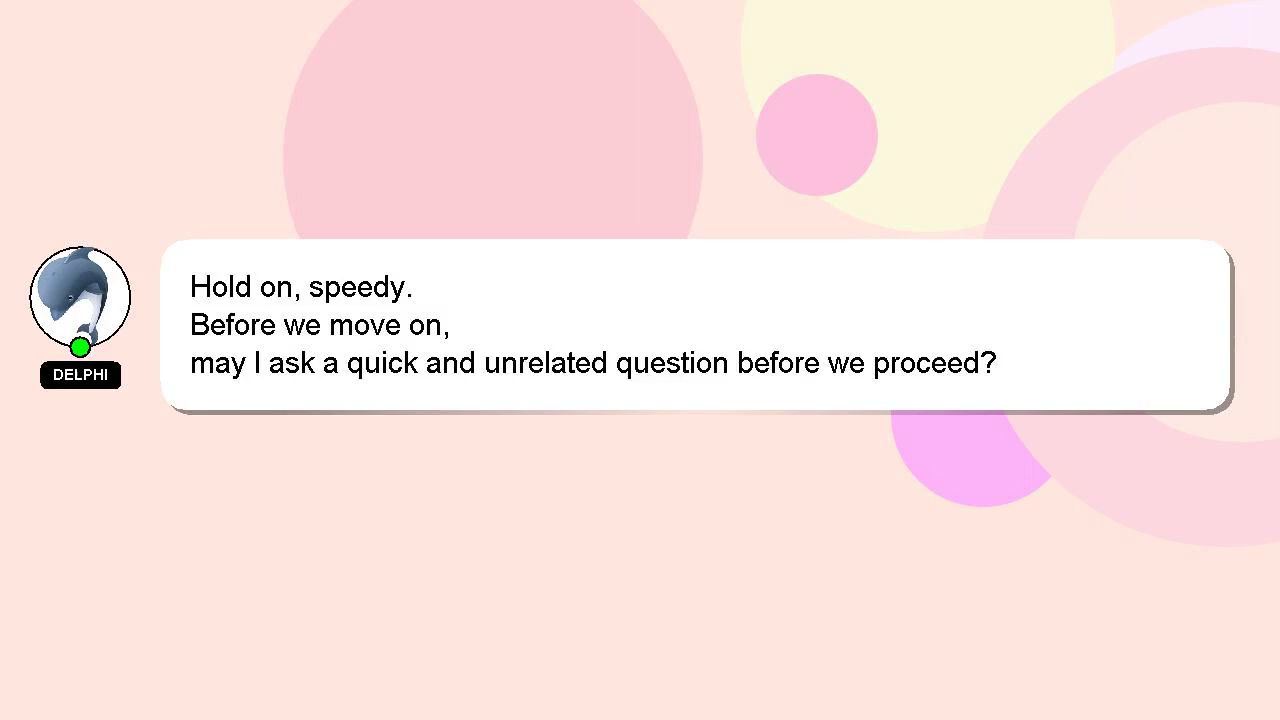 Hold on, speedy.
Before we move on,
may I ask a quick and unrelated question before we proceed?
DELPHI